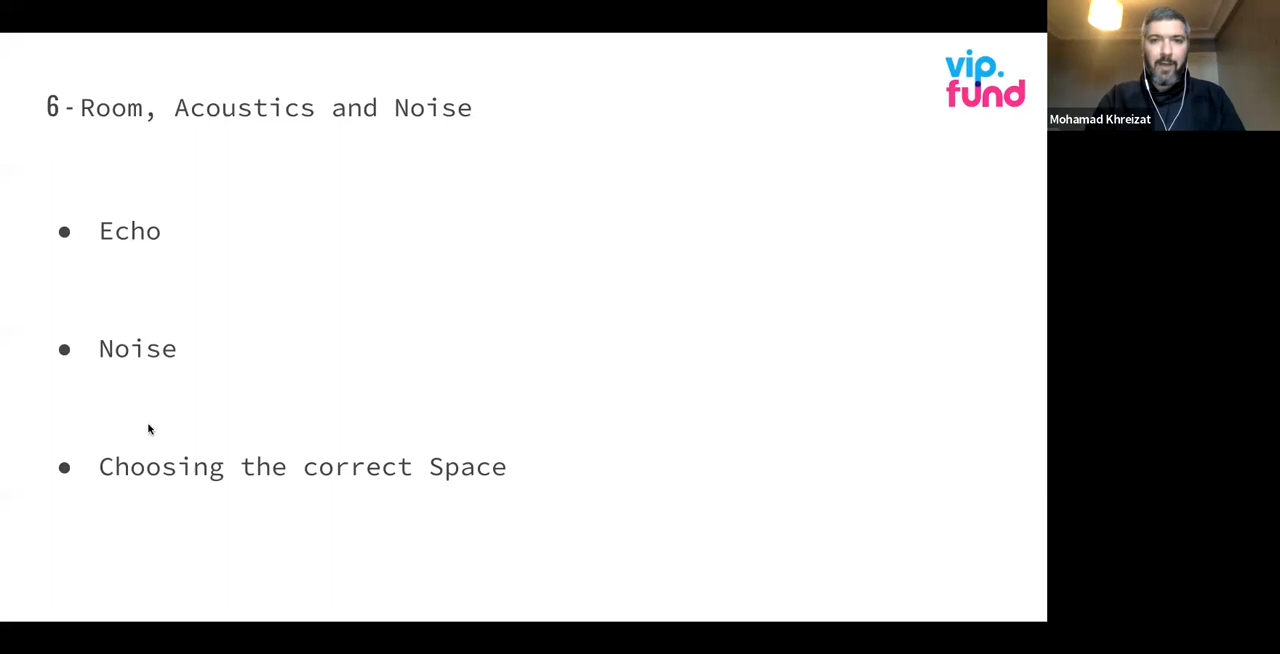 6 - Room, Acoustics and Noise
vip.
fund
Mohamad Khreizat
● Echo
● Noise
● Choosing the correct Space